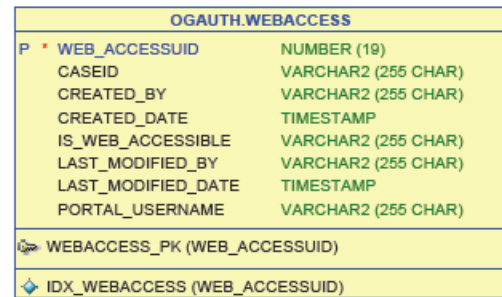 OGAUTH.WEBACCESS
P * WEB_ACCESSUID NUMBER (19)
CASEID VARCHAR2 (255 CHAR)
CREATED_BY VARCHAR2 (255 CHAR)
CREATED_DATE TIMESTAMP
IS_WEB_ACCESSIBLE VARCHAR2 (255 CHAR)
LAST_MODIFIED_BY VARCHAR2 (255 CHAR)
LAST_MODIFIED_DATE TIMESTAMP
PORTAL_USERNAME VARCHAR2 (255 CHAR)
WEBACCESS_PK (WEB_ACCESSUID)
IDX_WEBACCESS (WEB_ACCESSUID)